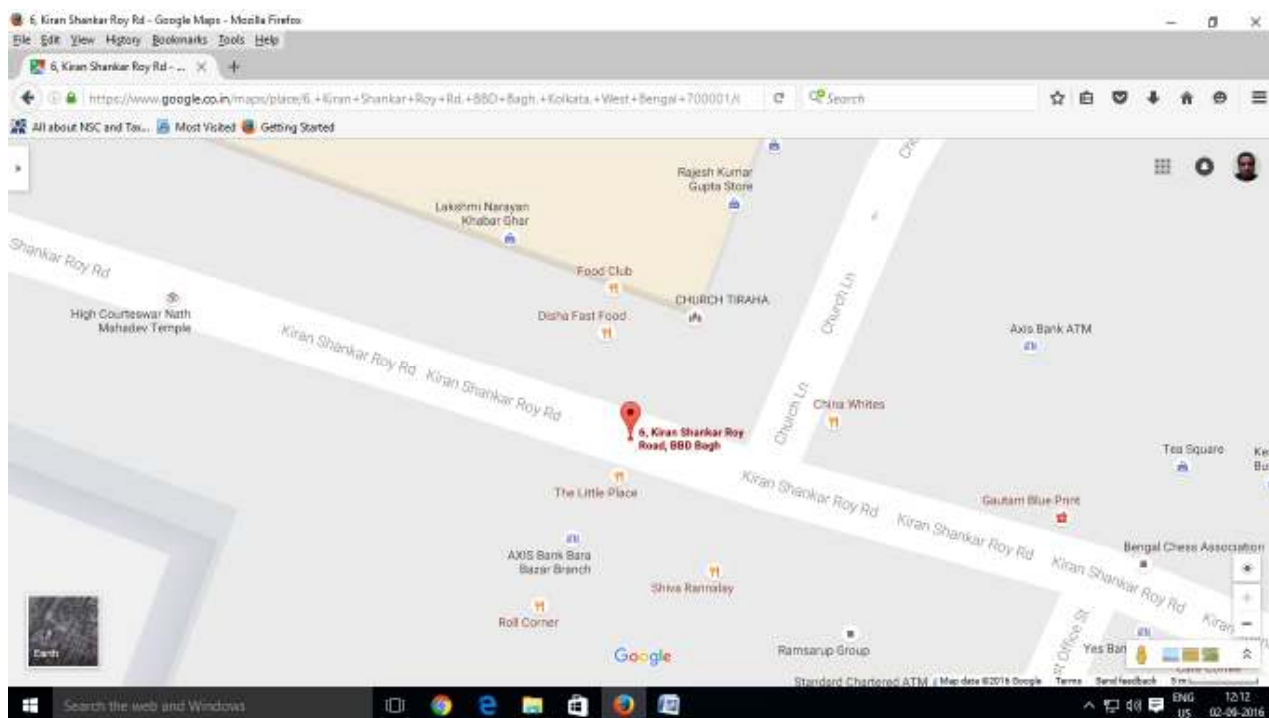 6, Kiran Shankar Roy Rd - Google Maps - Mozilla Firefox
File Edit View History Bookmarks Tools Help
6, Kiran Shankar Roy Rd - ...
https://www.google.co.in/maps/place/6,+Kiran+Shankar+Roy+Rd,+BBD+Bagh,+Kolkata,+West+Bengal+700001/
Search
All about NSC and Tax... Most Visited Getting Started
Rajesh Kumar
Gupta Store
Lakshmi Narayan
Khabar Ghar
Shankar Roy Rd
Food Club
CHURCH TIRAHA
Church Ln
High Courteswar Nath
Mahadev Temple
Disha Fast Food
Axis Bank ATM
Kiran Shankar Roy Rd
Kiran Shankar Roy Rd
Church Ln
China Whites
6, Kiran Shankar Roy
Road, BBD Bagh
Tea Square
The Little Place
Kiran Shankar Roy Rd
Kiran Shankar Roy Rd
Gautam Blue Print
AXIS Bank Bara
Bazar Branch
Bengal Chess Association
Shiva Rannalay
Kiran Shankar Roy Rd
Kiran
Roll Corner
Earth
Google
Ramsarup Group
Yes Ban
Standard Chartered ATM
Map data ©2016 Google Terms Send feedback 5 m
Search the web and Windows
ENG
US
12:12
02-09-2016